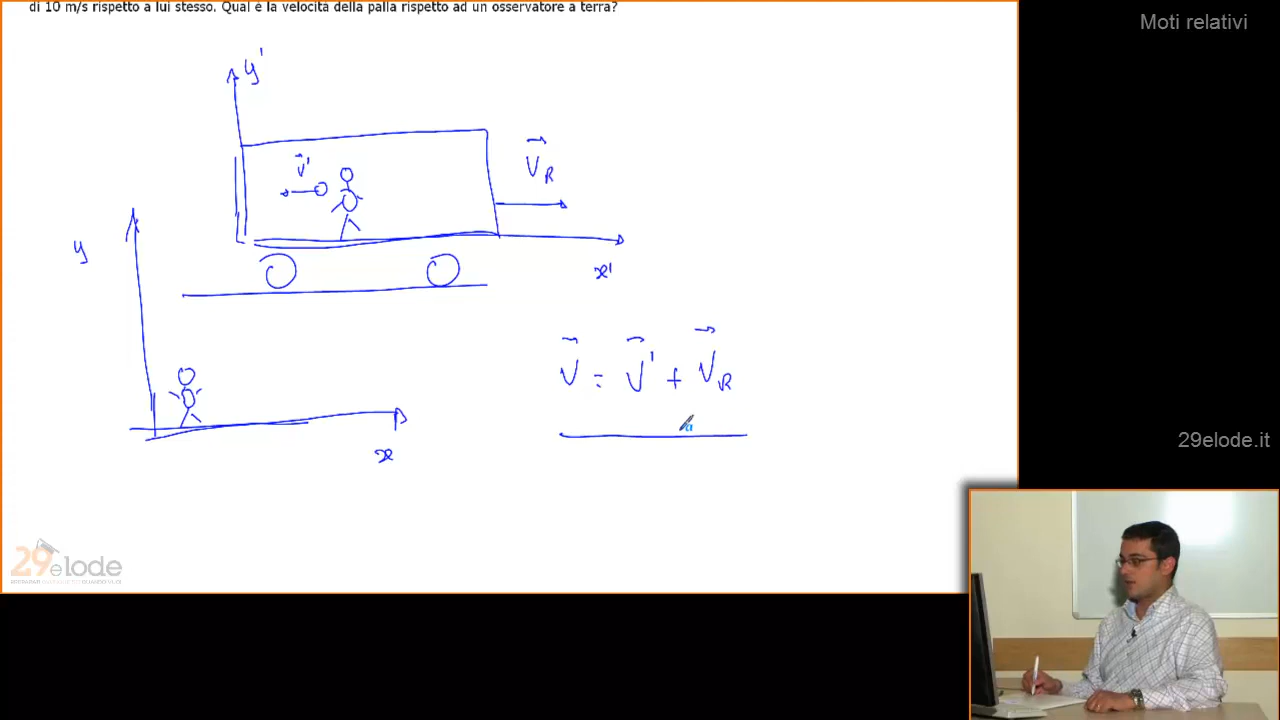 di 10 m/s rispetto a lui stesso. Qual è la velocità della palla rispetto ad un osservatore a terra?
Moti relativi
y'
v'
V_R
y
x'
V = V' + V_R
x
29elode.it
29elode